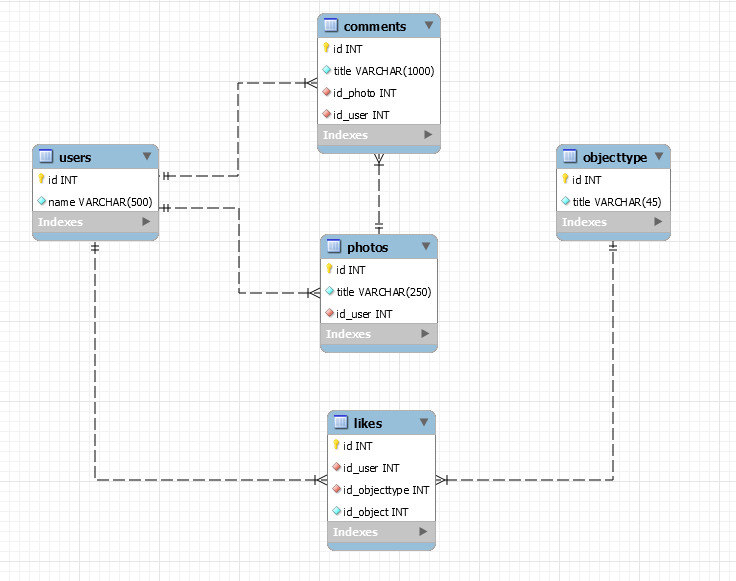 comments
id INT
title VARCHAR(1000)
id_photo INT
id_user INT
Indexes
users
id INT
name VARCHAR(500)
Indexes
objecttype
id INT
title VARCHAR(45)
Indexes
photos
id INT
title VARCHAR(250)
id_user INT
Indexes
likes
id INT
id_user INT
id_objecttype INT
id_object INT
Indexes